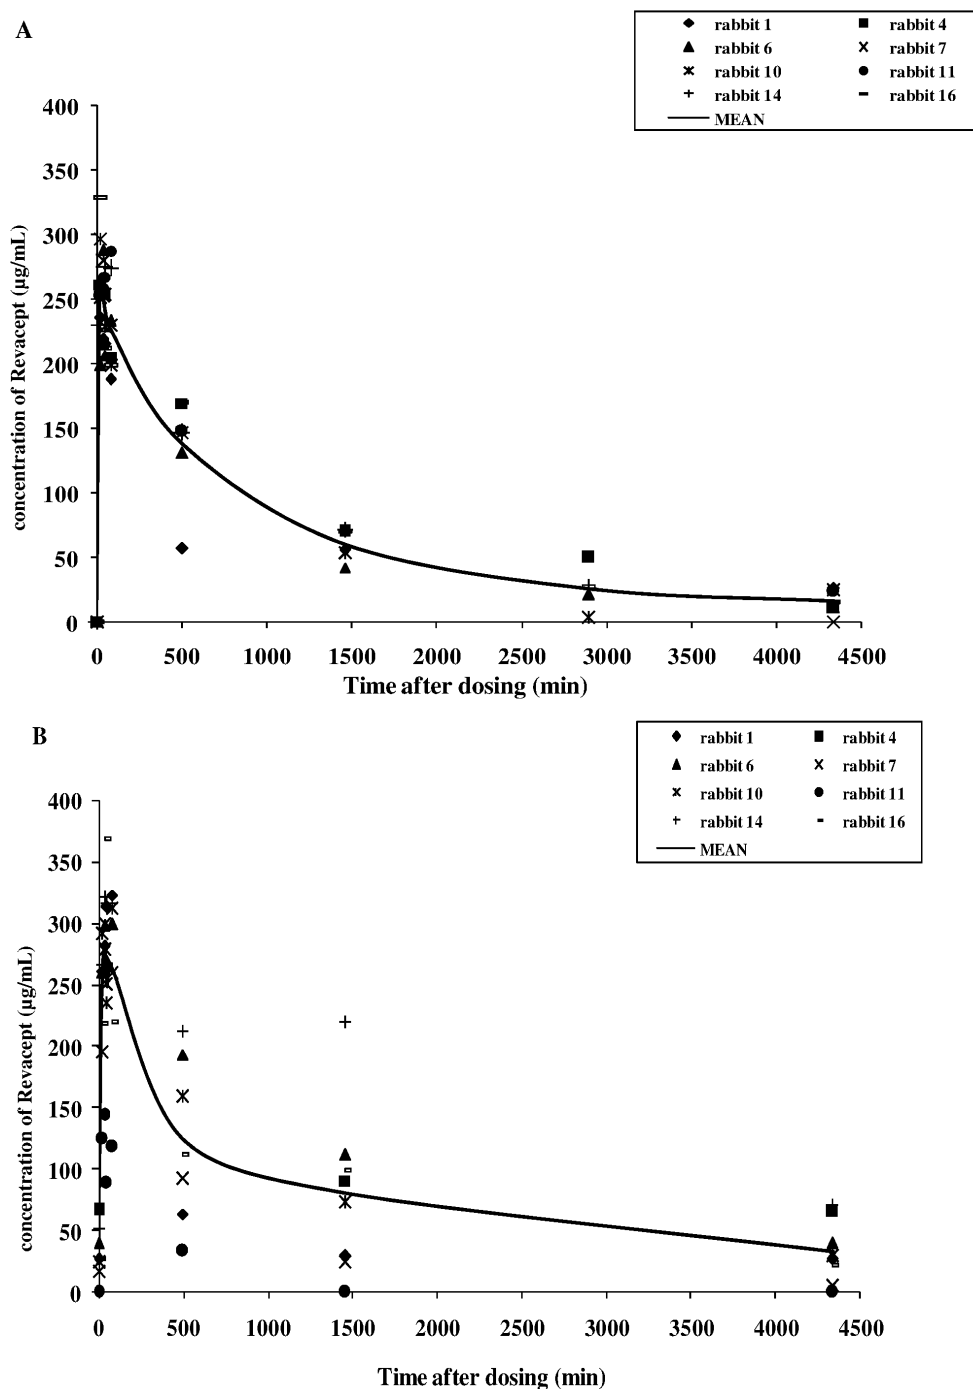 A
rabbit 1 rabbit 4
rabbit 6 rabbit 7
rabbit 10 rabbit 11
rabbit 14 rabbit 16
MEAN
400
350
300
250
200
150
100
50
0
concentration of Revacept (µg/mL)
0 500 1000 1500 2000 2500 3000 3500 4000 4500
Time after dosing (min)
B
rabbit 1 rabbit 4
rabbit 6 rabbit 7
rabbit 10 rabbit 11
rabbit 14 rabbit 16
MEAN
400
350
300
250
200
150
100
50
0
concentration of Revacept (µg/mL)
0 500 1000 1500 2000 2500 3000 3500 4000 4500
Time after dosing (min)